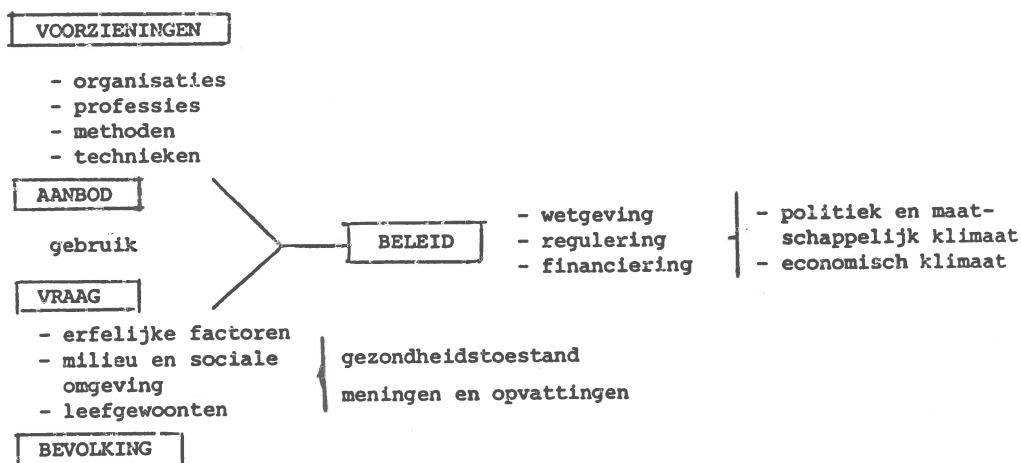 VOORZIENINGEN
- organisaties
- professies
- methoden
- technieken
AANBOD
gebruik
VRAAG
- erfelijke factoren
- milieu en sociale
omgeving
- leefgewoonten
BEVOLKING
gezondheidstoestand
meningen en opvattingen
BELEID
- wetgeving
- regulering
- financiering
- politiek en maat-
schappelijk klimaat
- economisch klimaat